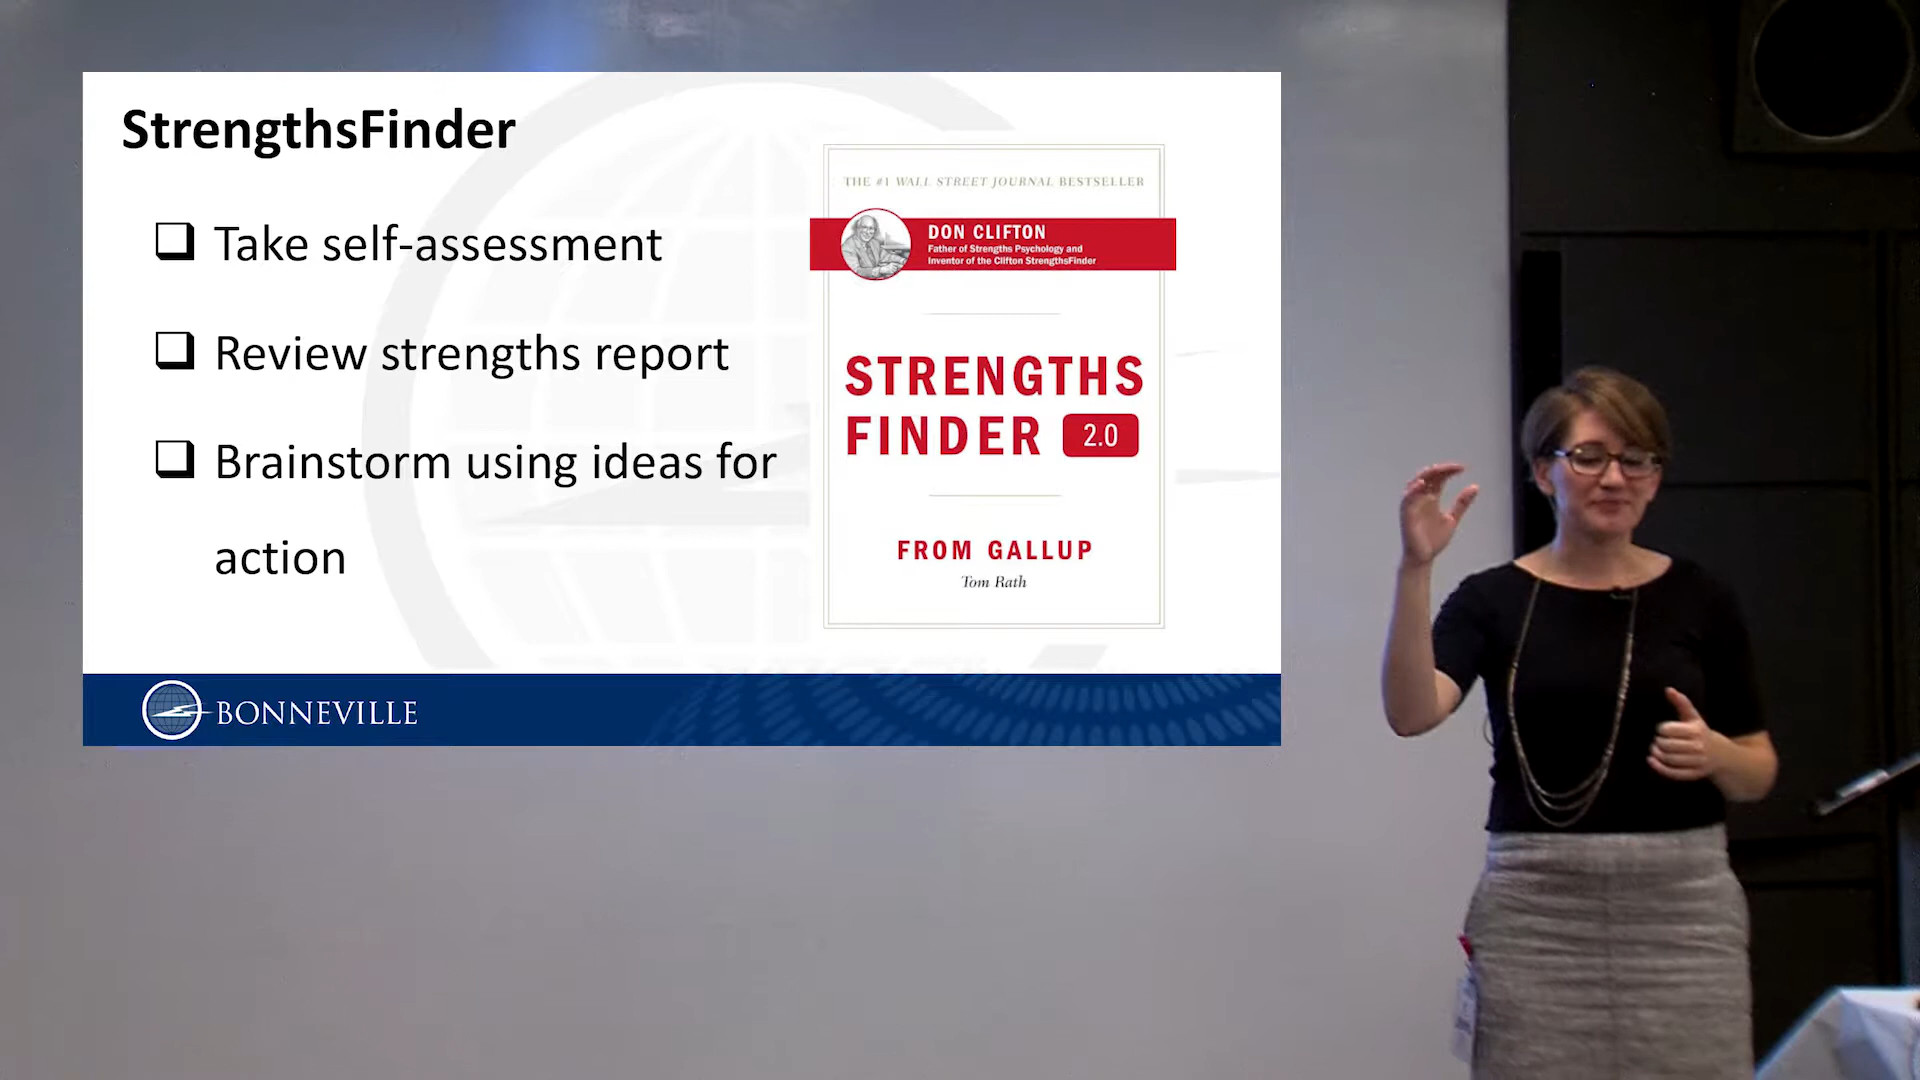 StrengthsFinder
Take self-assessment
Review strengths report
Brainstorm using ideas for
action
THE #1 WALL STREET JOURNAL BESTSELLER
DON CLIFTON
Father of Strengths Psychology and
Inventor of the Clifton StrengthsFinder
STRENGTHS
FINDER 2.0
FROM GALLUP
Tom Rath
BONNEVILLE